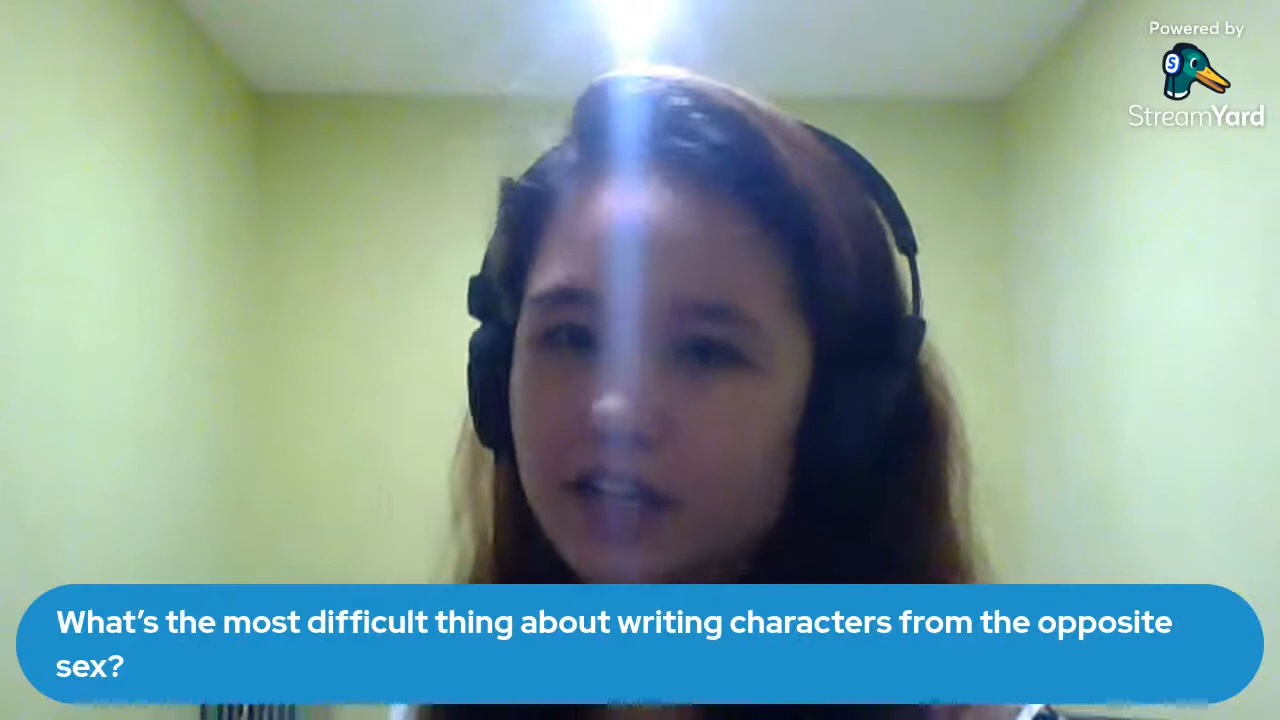 Powered by
S
StreamYard
What's the most difficult thing about writing characters from the opposite
sex?